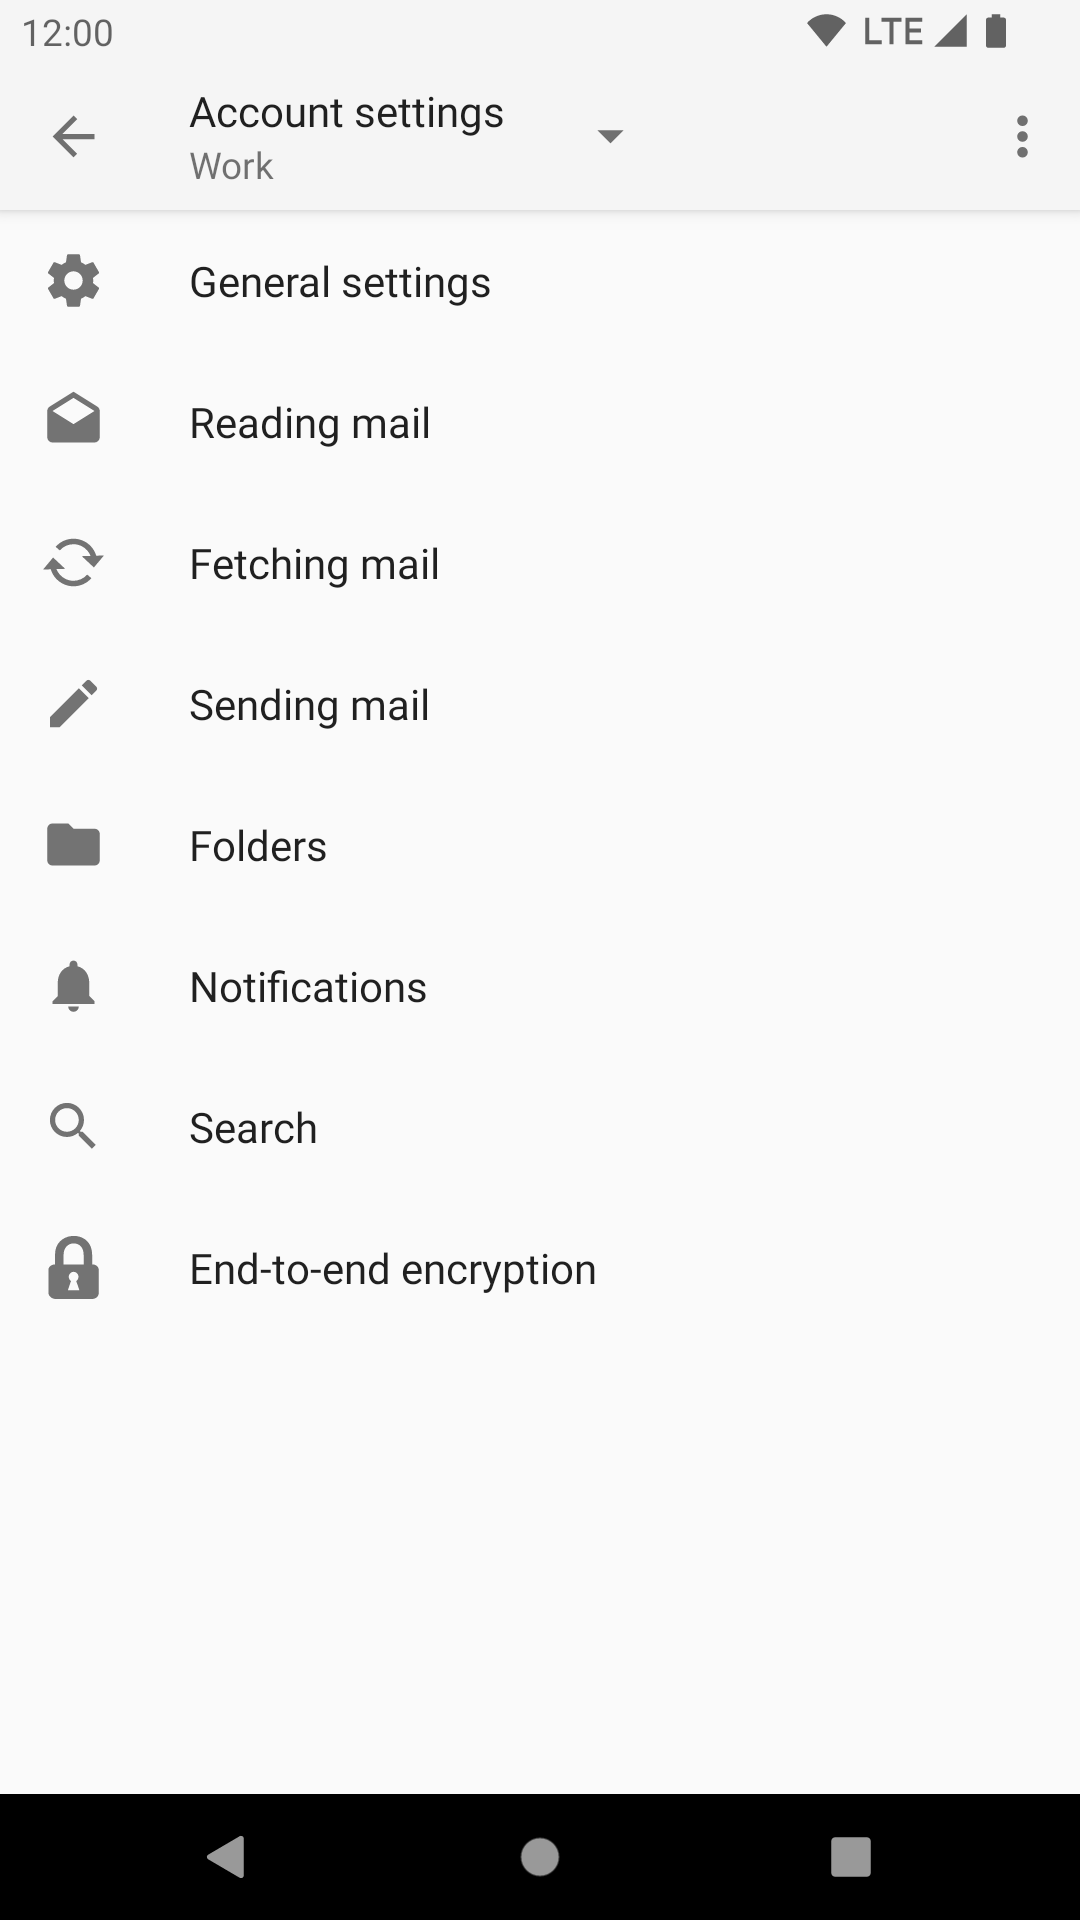 12:00 LTE
Account settings
Work
General settings
Reading mail
Fetching mail
Sending mail
Folders
Notifications
Search
End-to-end encryption